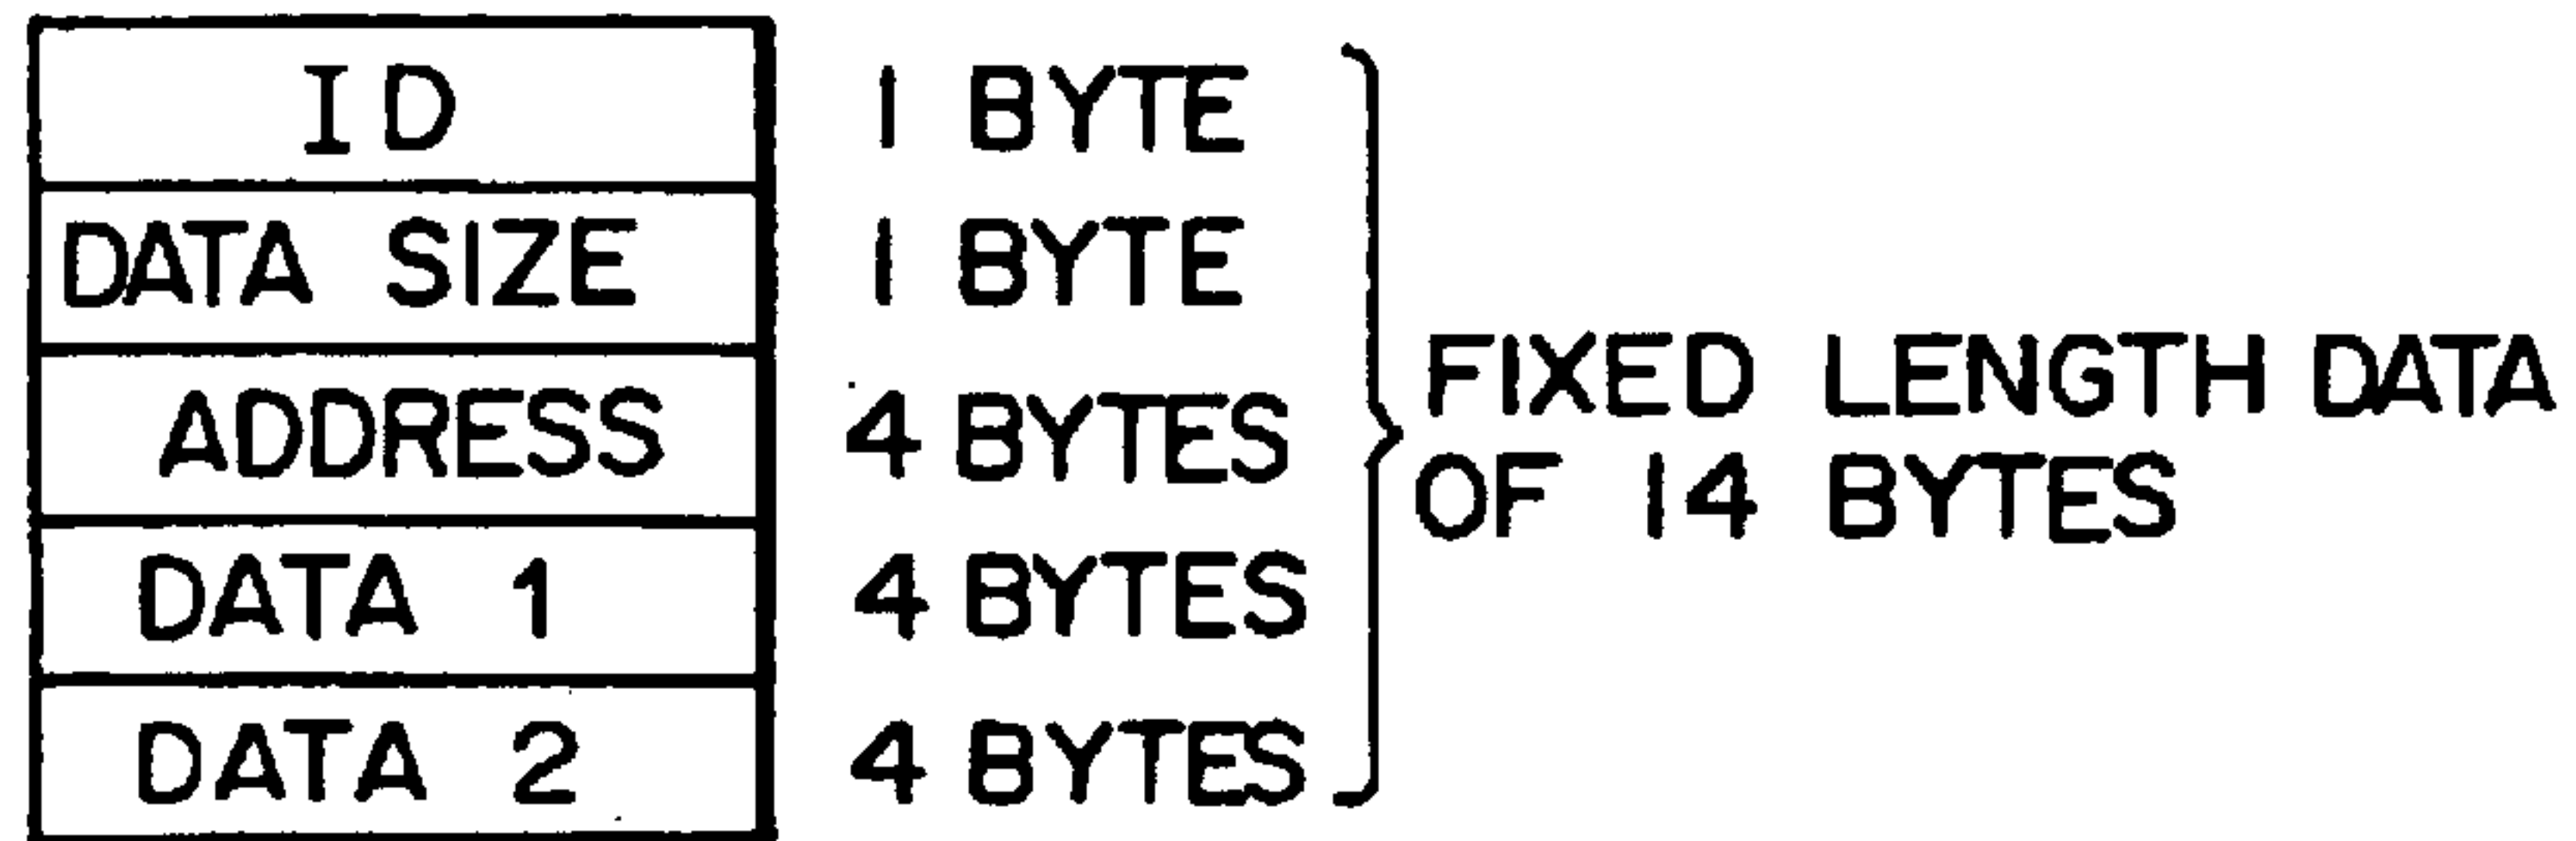 ID 1 BYTE
DATA SIZE 1 BYTE
ADDRESS 4 BYTES
DATA 1 4 BYTES
DATA 2 4 BYTES
FIXED LENGTH DATA
OF 14 BYTES